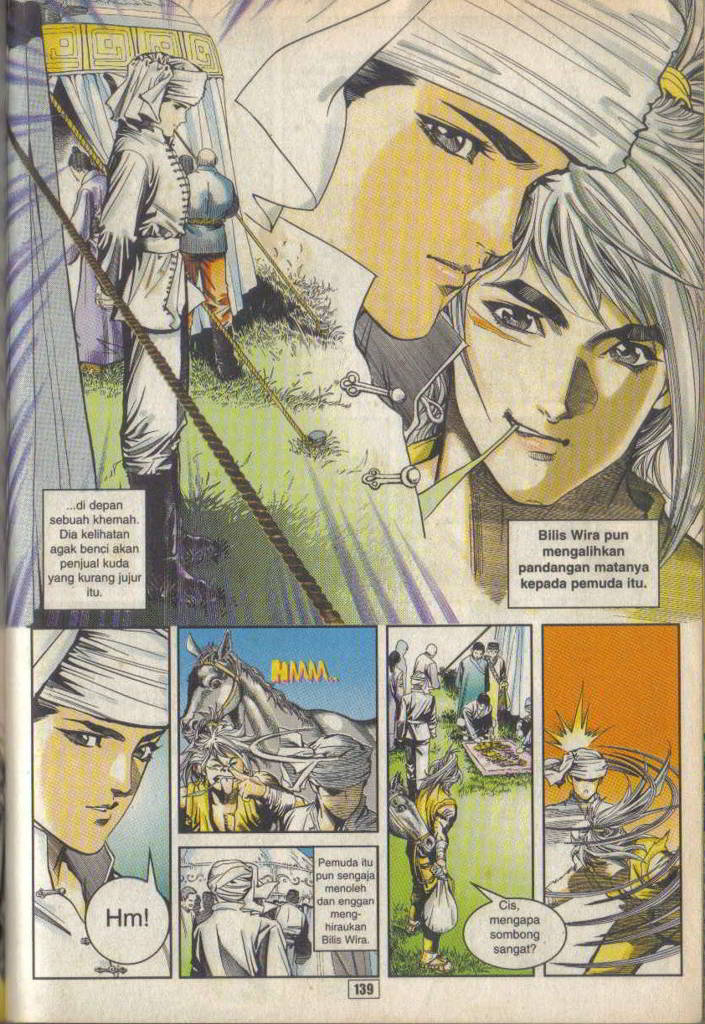 ...di depan
sebuah khemah.
Dia kelihatan
agak benci akan
penjual kuda
yang kurang jujur
itu.
Bilis Wira pun
mengalihkan
pandangan matanya
kepada pemuda itu.
Hm!
HMM..
Pemuda itu
pun sengaja
menoleh
dan enggan
meng-
hiraukan
Bilis Wira.
Cis,
mengapa
sombong
sangat?
139